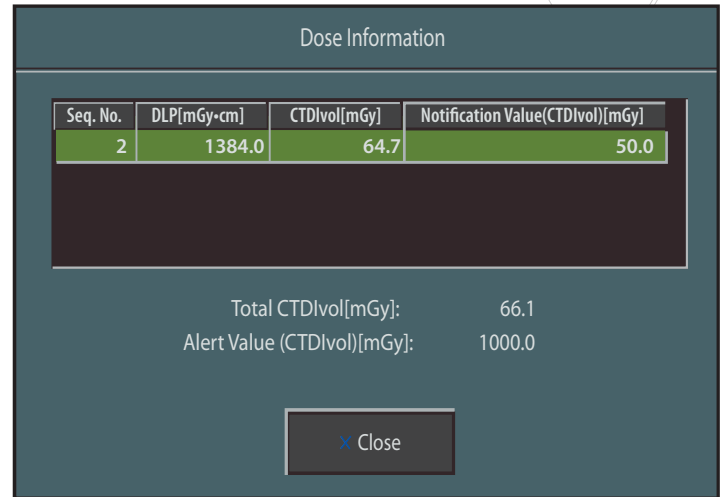 Dose Information
Seq. No. DLP[mGy•cm] CTDIvol[mGy] Notification Value(CTDIvol)[mGy]
2 1384.0 64.7 50.0
Total CTDIvol[mGy]: 66.1
Alert Value (CTDIvol)[mGy]: 1000.0
× Close